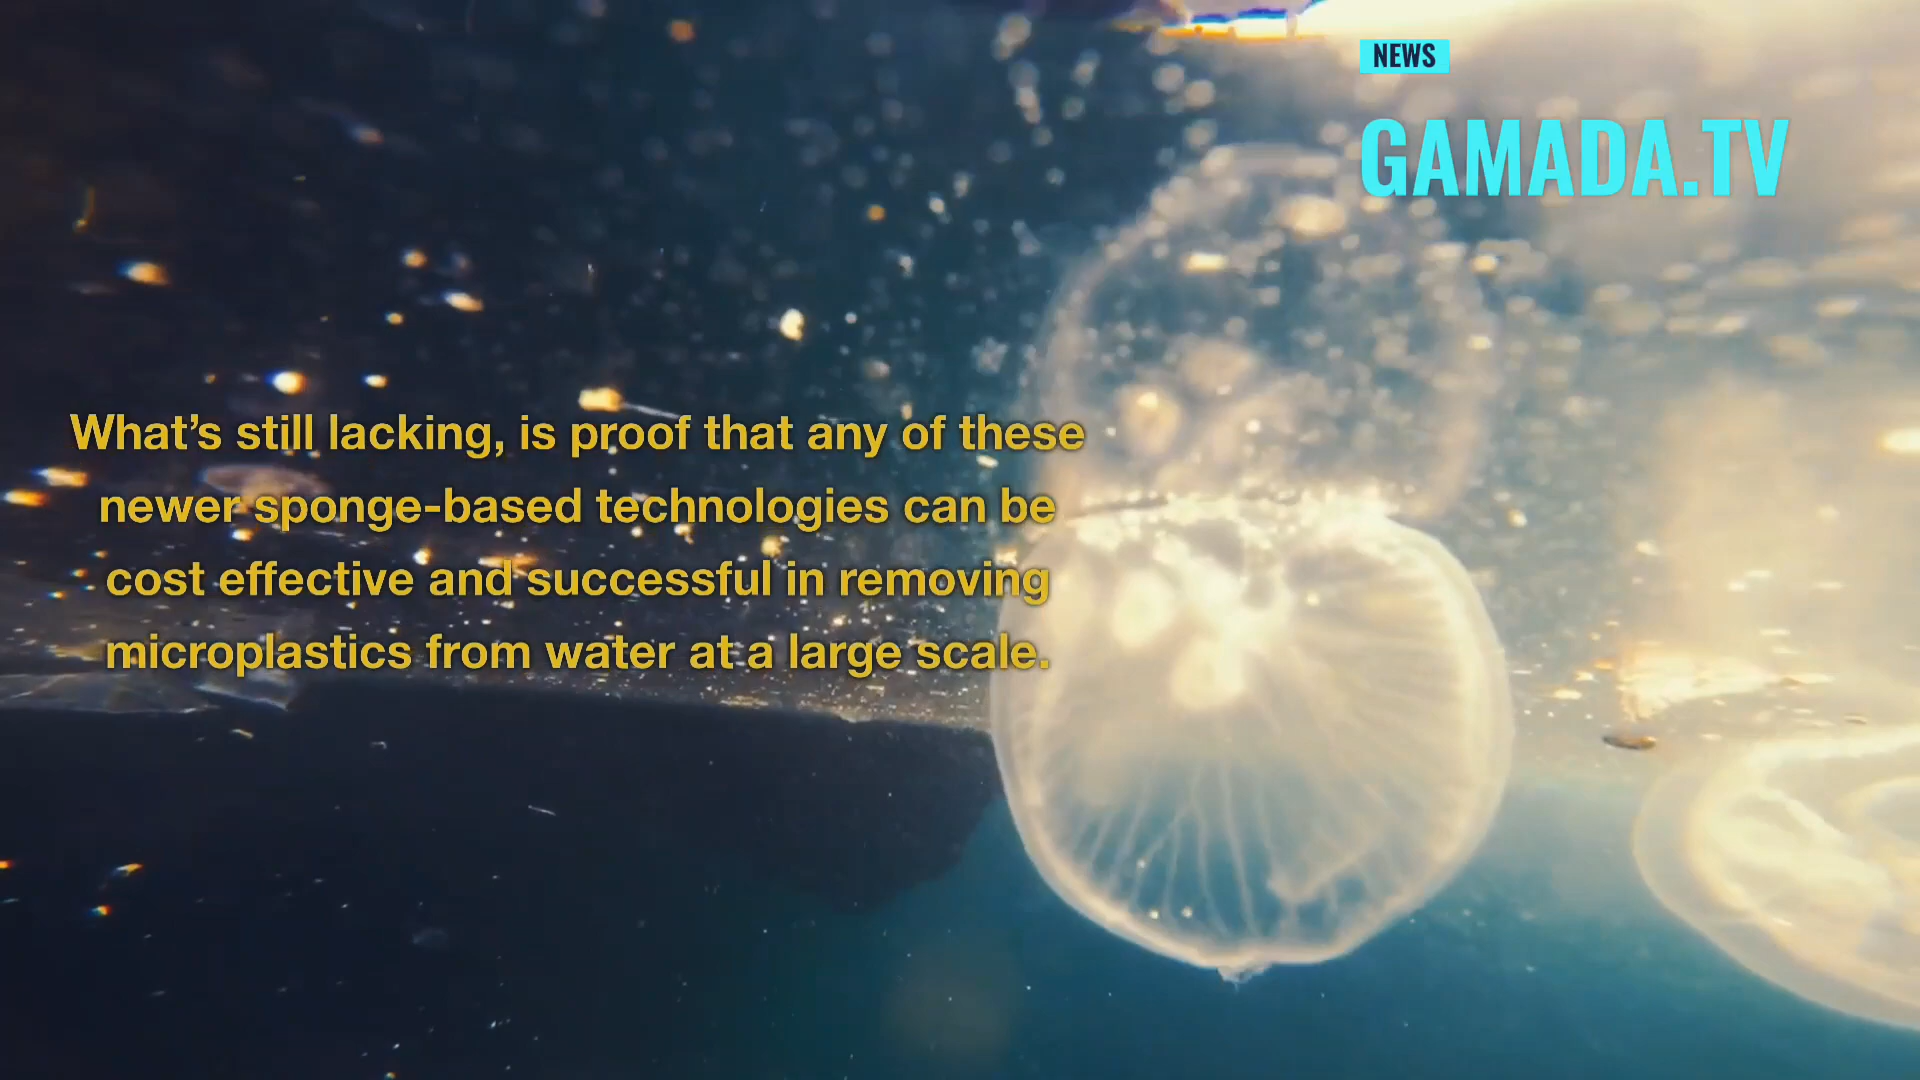 NEWS
GAMADA.TV
What's still lacking, is proof that any of these
newer sponge-based technologies can be
cost effective and successful in removing
microplastics from water at a large scale.